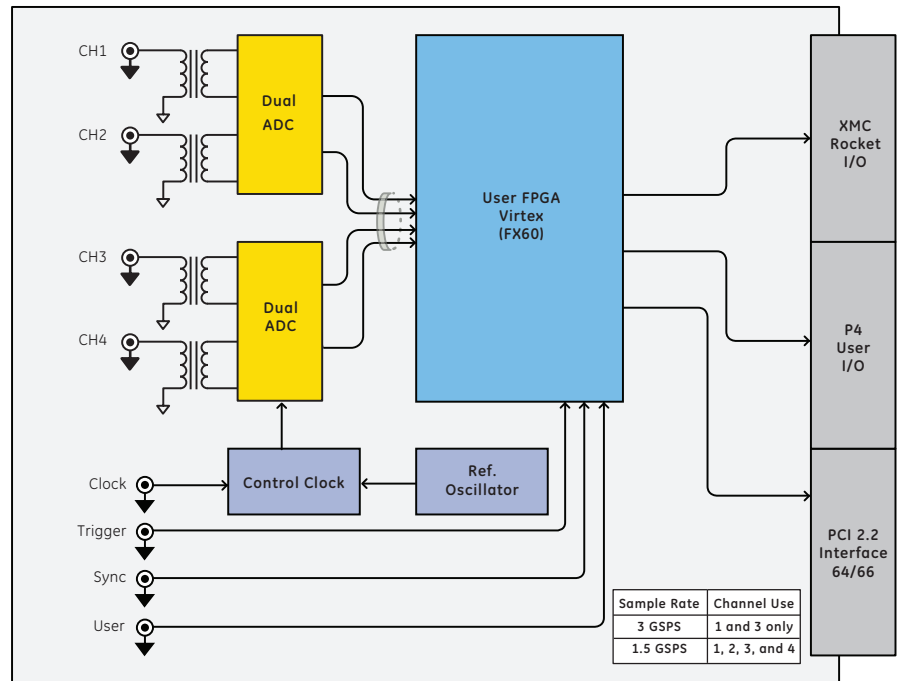 CH1
CH2
CH3
CH4
Dual
ADC
Dual
ADC
User FPGA
Virtex
(FX60)
XMC
Rocket
I/O
P4
User
I/O
PCI 2.2
Interface
64/66
Clock
Control Clock
Ref.
Oscillator
Trigger
Sync
User
Sample Rate Channel Use
3 GSPS 1 and 3 only
1.5 GSPS 1, 2, 3, and 4